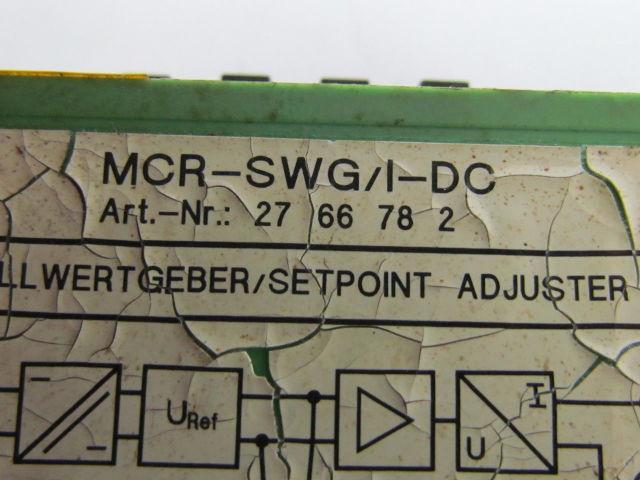 MCR-SWG/I-DC
Art.-Nr.: 27 66 78 2
LLWERTGEBER/SETPOINT ADJUSTER
URef
I
U